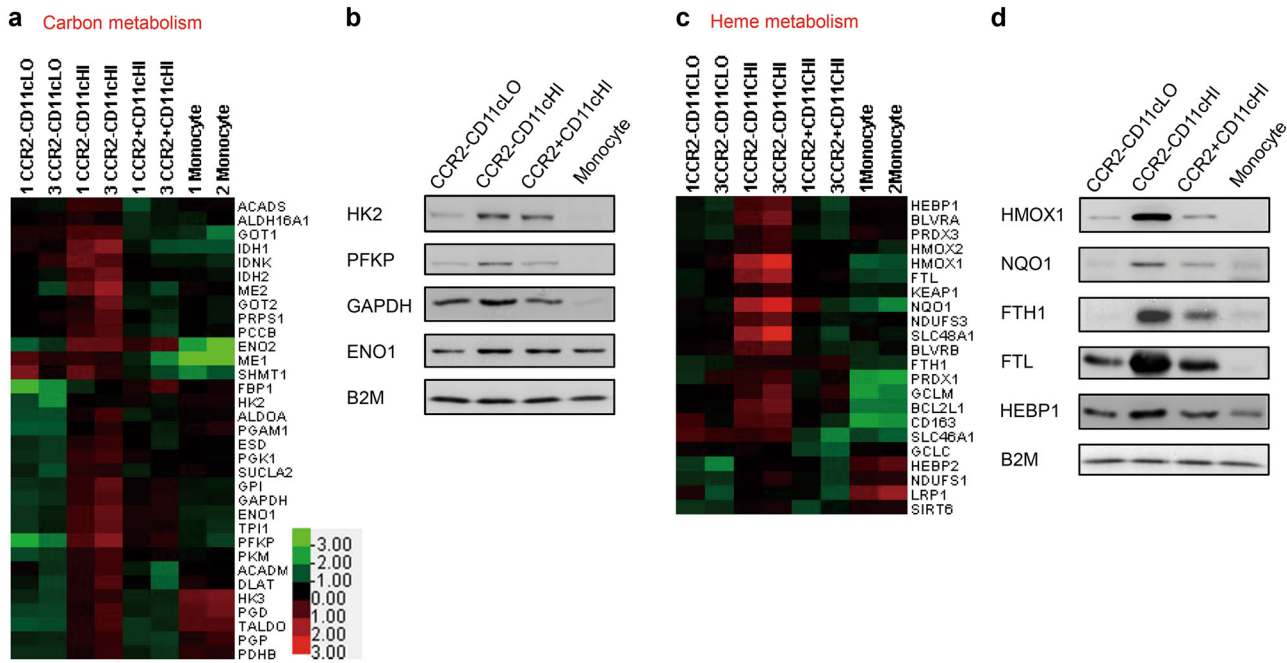 a Carbon metabolism
1 CCR2-CD11cLO
3 CCR2-CD11cLO
1 CCR2-CD11cHI
3 CCR2-CD11cHI
1 CCR2+CD11cHI
3 CCR2+CD11cHI
1 Monocyte
2 Monocyte
ACADS
ALDH16A1
GOT1
IDH1
IDNK
IDH2
ME2
GOT2
PRPS1
PCCB
ENO2
ME1
SHMT1
FBP1
HK2
ALDOA
PGAM1
ESD
PGK1
SUCLA2
GPI
GAPDH
ENO1
TPI1
PFKP
PKM
ACADM
DLAT
HK3
PGD
TALDO
PGP
PDHB
-3.00
-2.00
-1.00
0.00
1.00
2.00
3.00
b
CCR2-CD11cLO
CCR2-CD11cHI
CCR2+CD11cHI
Monocyte
HK2
PFKP
GAPDH
ENO1
B2M
c Heme metabolism
1CCR2-CD11CLO
3CCR2-CD11CLO
1CCR2-CD11CHI
3CCR2-CD11CHI
1CCR2+CD11CHI
3CCR2+CD11CHI
1Monocyte
2Monocyte
HEBP1
BLVRA
PRDX3
HMOX2
HMOX1
FTL
KEAP1
NQO1
NDUFS3
SLC48A1
BLVRB
FTH1
PRDX1
GCLM
BCL2L1
CD163
SLC46A1
GCLC
HEBP2
NDUFS1
LRP1
SIRT6
d
CCR2-CD11cLO
CCR2-CD11cHI
CCR2+CD11cHI
Monocyte
HMOX1
NQO1
FTH1
FTL
HEBP1
B2M